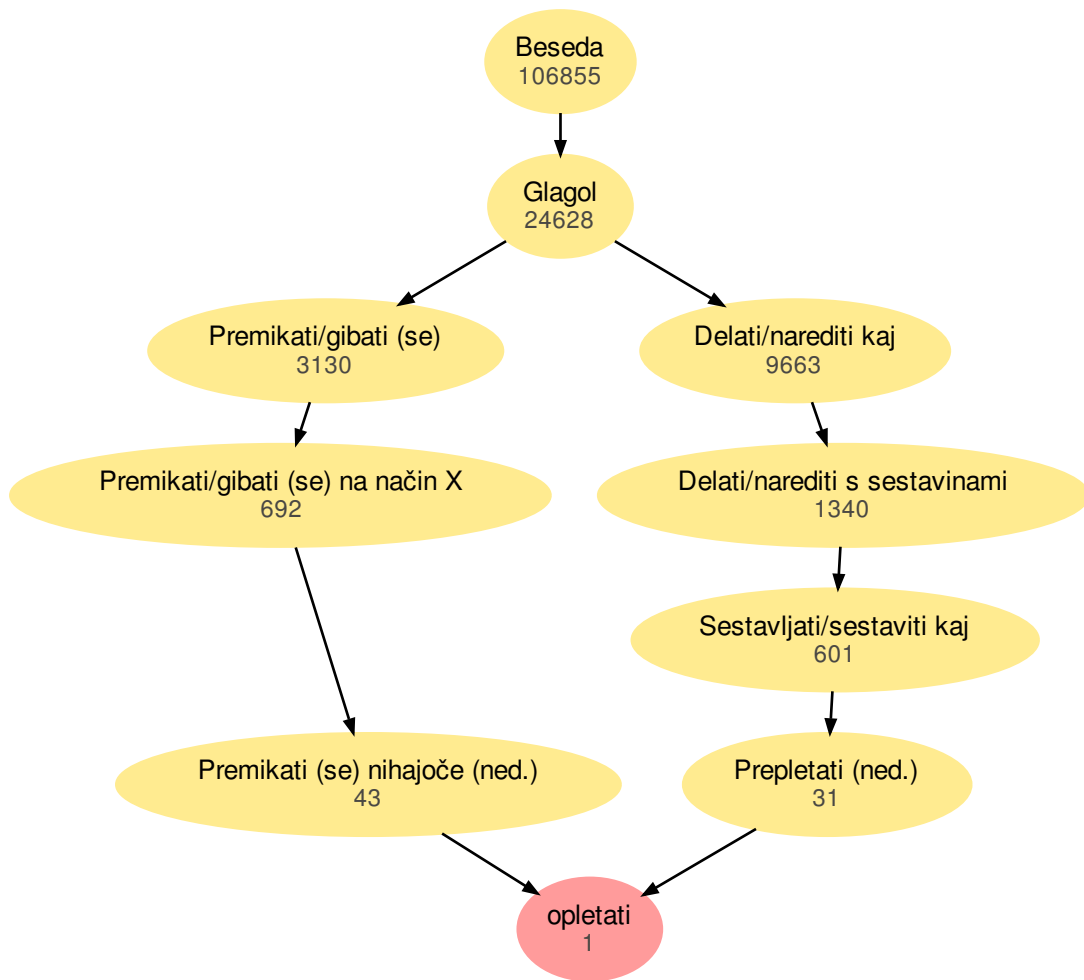 Beseda
106855
Glagol
24628
Premikati/gibati (se)
3130
Delati/narediti kaj
9663
Premikati/gibati (se) na način X
692
Delati/narediti s sestavinami
1340
Sestavljati/sestaviti kaj
601
Premikati (se) nihajoče (ned.)
43
Prepletati (ned.)
31
opletati
1